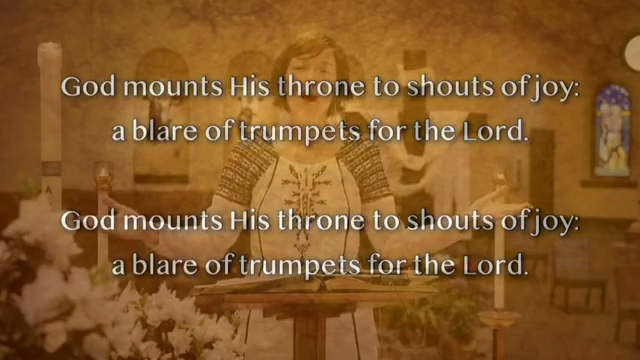 God mounts His throne to shouts of joy:
a blare of trumpets for the Lord.
God mounts His throne to shouts of joy:
a blare of trumpets for the Lord.